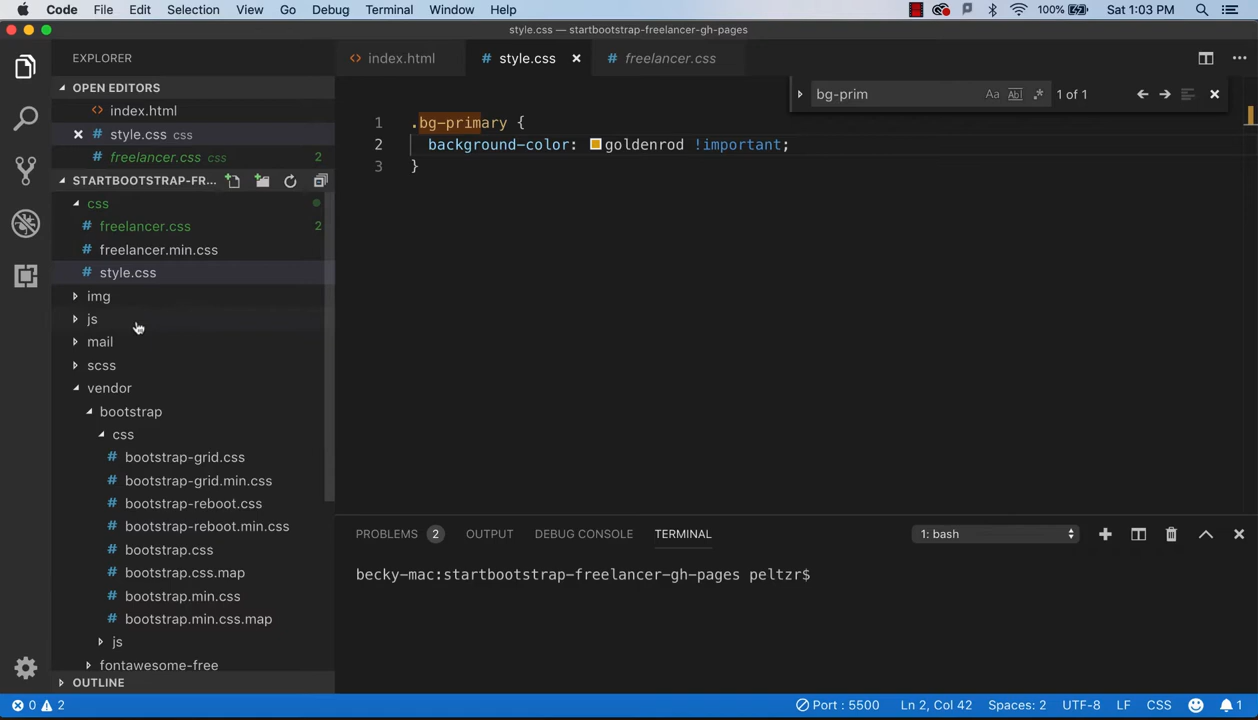 Code File Edit Selection View Go Debug Terminal Window Help 100% Sat 1:03 PM
style.css — startbootstrap-freelancer-gh-pages
EXPLORER
OPEN EDITORS
index.html
style.css css
freelancer.css css 2
STARTBOOTSTRAP-FR...
css
freelancer.css 2
freelancer.min.css
style.css
img
js
mail
scss
vendor
bootstrap
css
bootstrap-grid.css
bootstrap-grid.min.css
bootstrap-reboot.css
bootstrap-reboot.min.css
bootstrap.css
bootstrap.css.map
bootstrap.min.css
bootstrap.min.css.map
js
fontawesome-free
OUTLINE
index.html style.css freelancer.css
bg-prim Aa Abl .* 1 of 1
1 .bg-primary {
2 background-color: goldenrod !important;
3 }
PROBLEMS 2 OUTPUT DEBUG CONSOLE TERMINAL 1: bash
becky-mac:startbootstrap-freelancer-gh-pages peltzr$
0 2 Port : 5500 Ln 2, Col 42 Spaces: 2 UTF-8 LF CSS 1